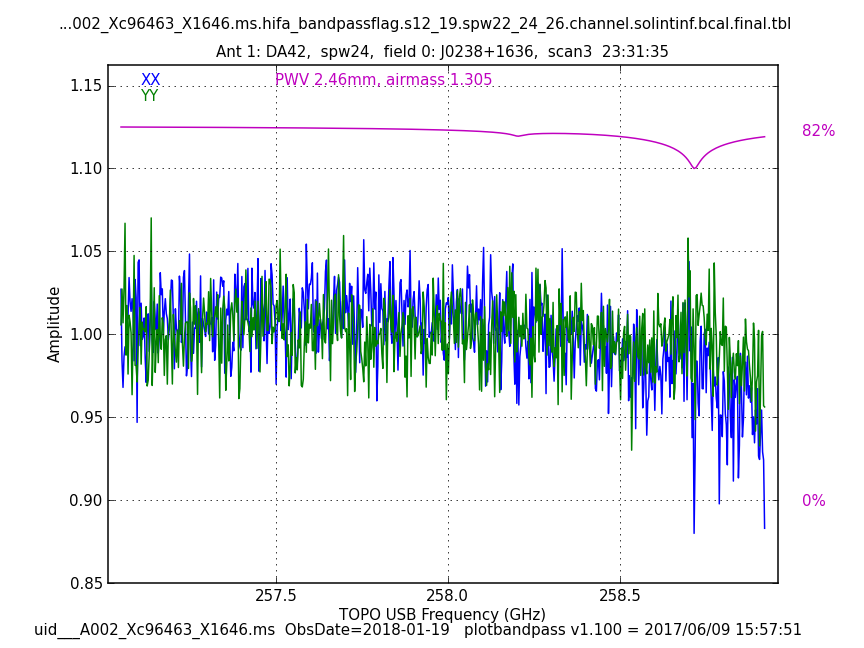 ...002_Xc96463_X1646.ms.hifa_bandpassflag.s12_19.spw22_24_26.channel.solintinf.bcal.final.tbl
Ant 1: DA42,  spw24,  field 0: J0238+1636,  scan3  23:31:35
XX
PWV 2.46mm, airmass 1.305
YY
82%
0%
1.15
1.10
1.05
1.00
0.95
0.90
0.85
Amplitude
257.5
258.0
258.5
TOPO USB Frequency (GHz)
uid___A002_Xc96463_X1646.ms  ObsDate=2018-01-19   plotbandpass v1.100 = 2017/06/09 15:57:51